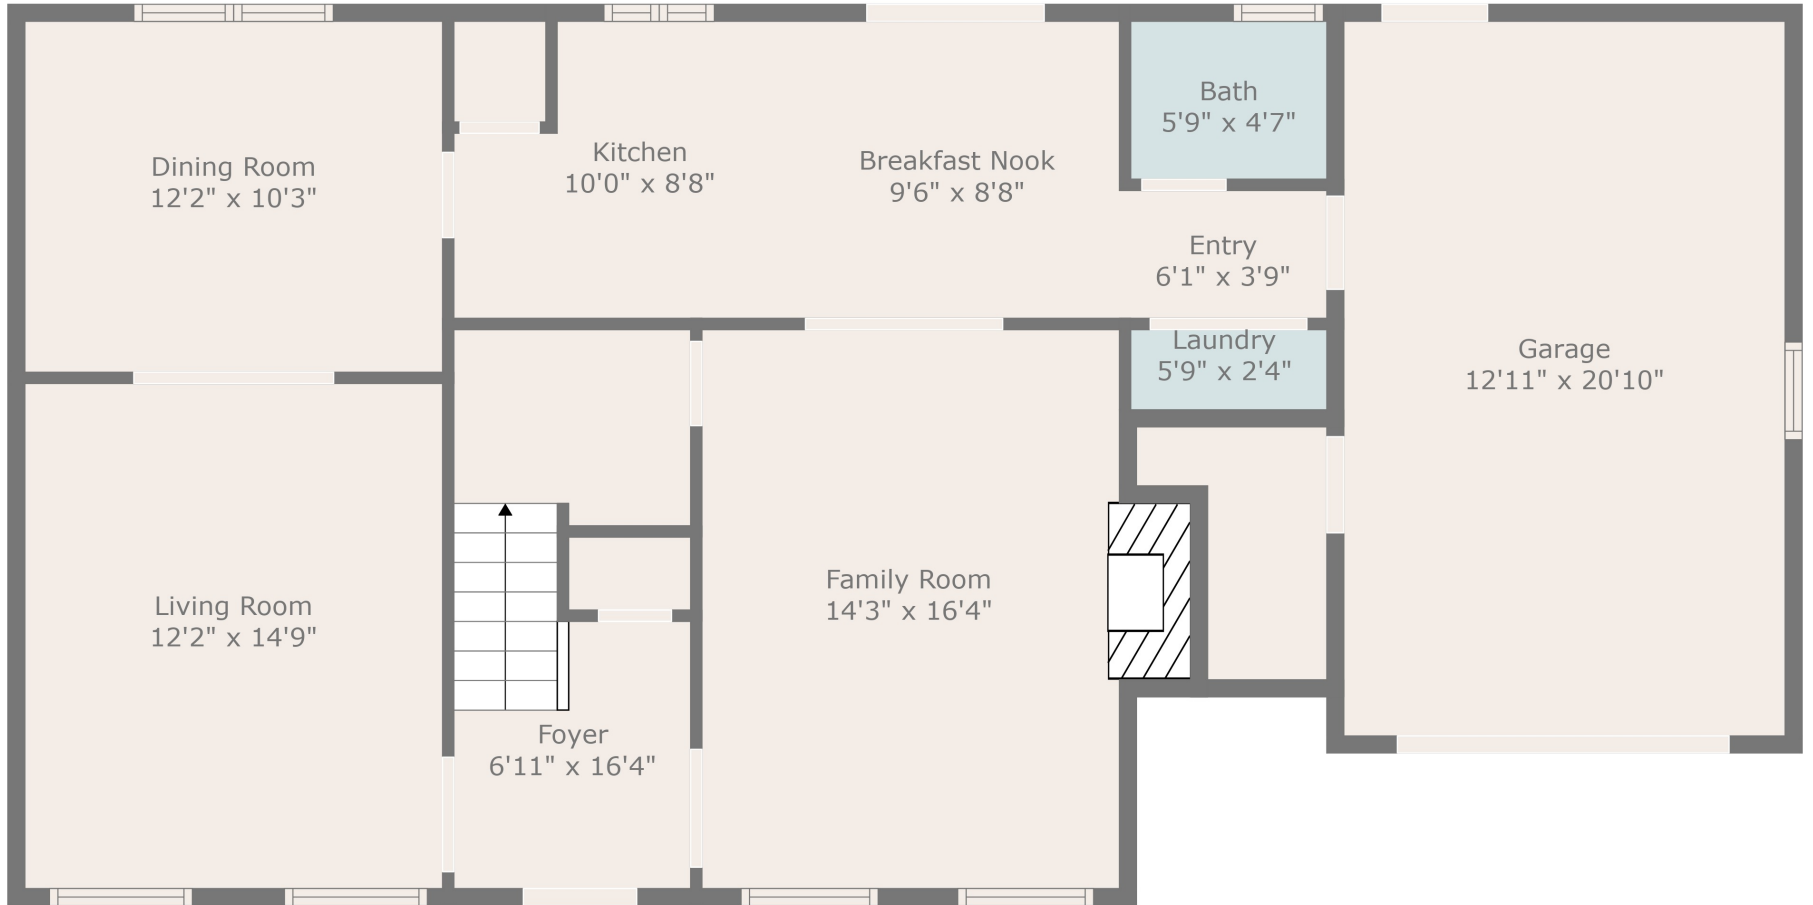 Bath
5'9" x 4'7"
Kitchen
10'0" x 8'8"
Breakfast Nook
9'6" x 8'8"
Dining Room
12'2" x 10'3"
Entry
6'1" x 3'9"
Laundry
5'9" x 2'4"
Garage
12'11" x 20'10"
Family Room
14'3" x 16'4"
Living Room
12'2" x 14'9"
Foyer
6'11" x 16'4"